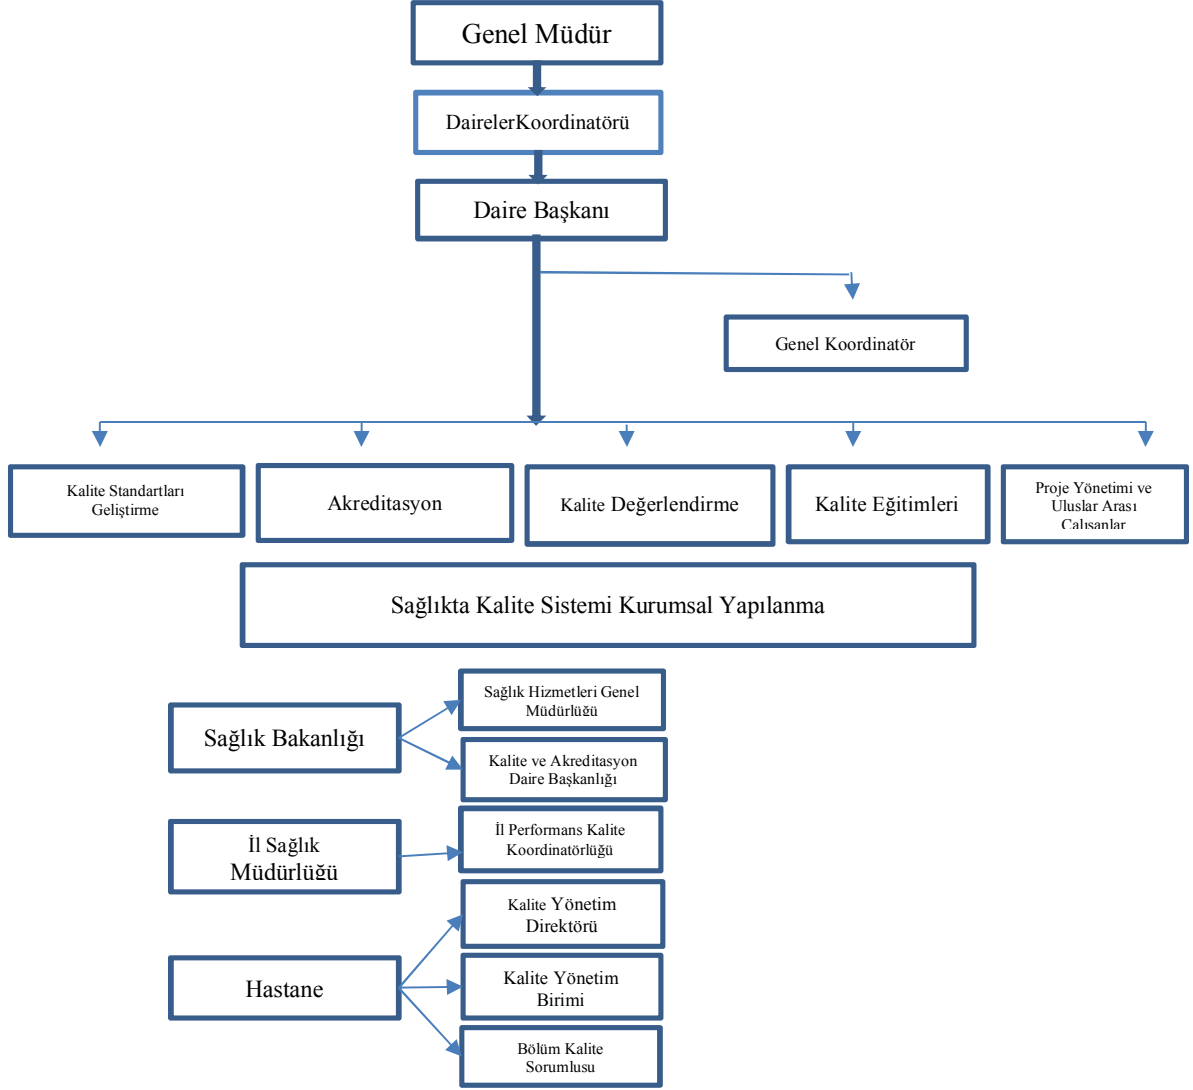 Genel Müdür
DairelerKoordinatörü
Daire Başkanı
Genel Koordinatör
Kalite Standartları
Geliştirme
Akreditasyon
Kalite Değerlendirme
Kalite Eğitimleri
Proje Yönetimi ve
Uluslar Arası
Çalışanlar
Sağlıkta Kalite Sistemi Kurumsal Yapılanma
Sağlık Bakanlığı
Sağlık Hizmetleri Genel
Müdürlüğü
Kalite ve Akreditasyon
Daire Başkanlığı
İl Sağlık
Müdürlüğü
İl Performans Kalite
Koordinatörlüğü
Hastane
Kalite Yönetim
Direktörü
Kalite Yönetim
Birimi
Bölüm Kalite
Sorumlusu